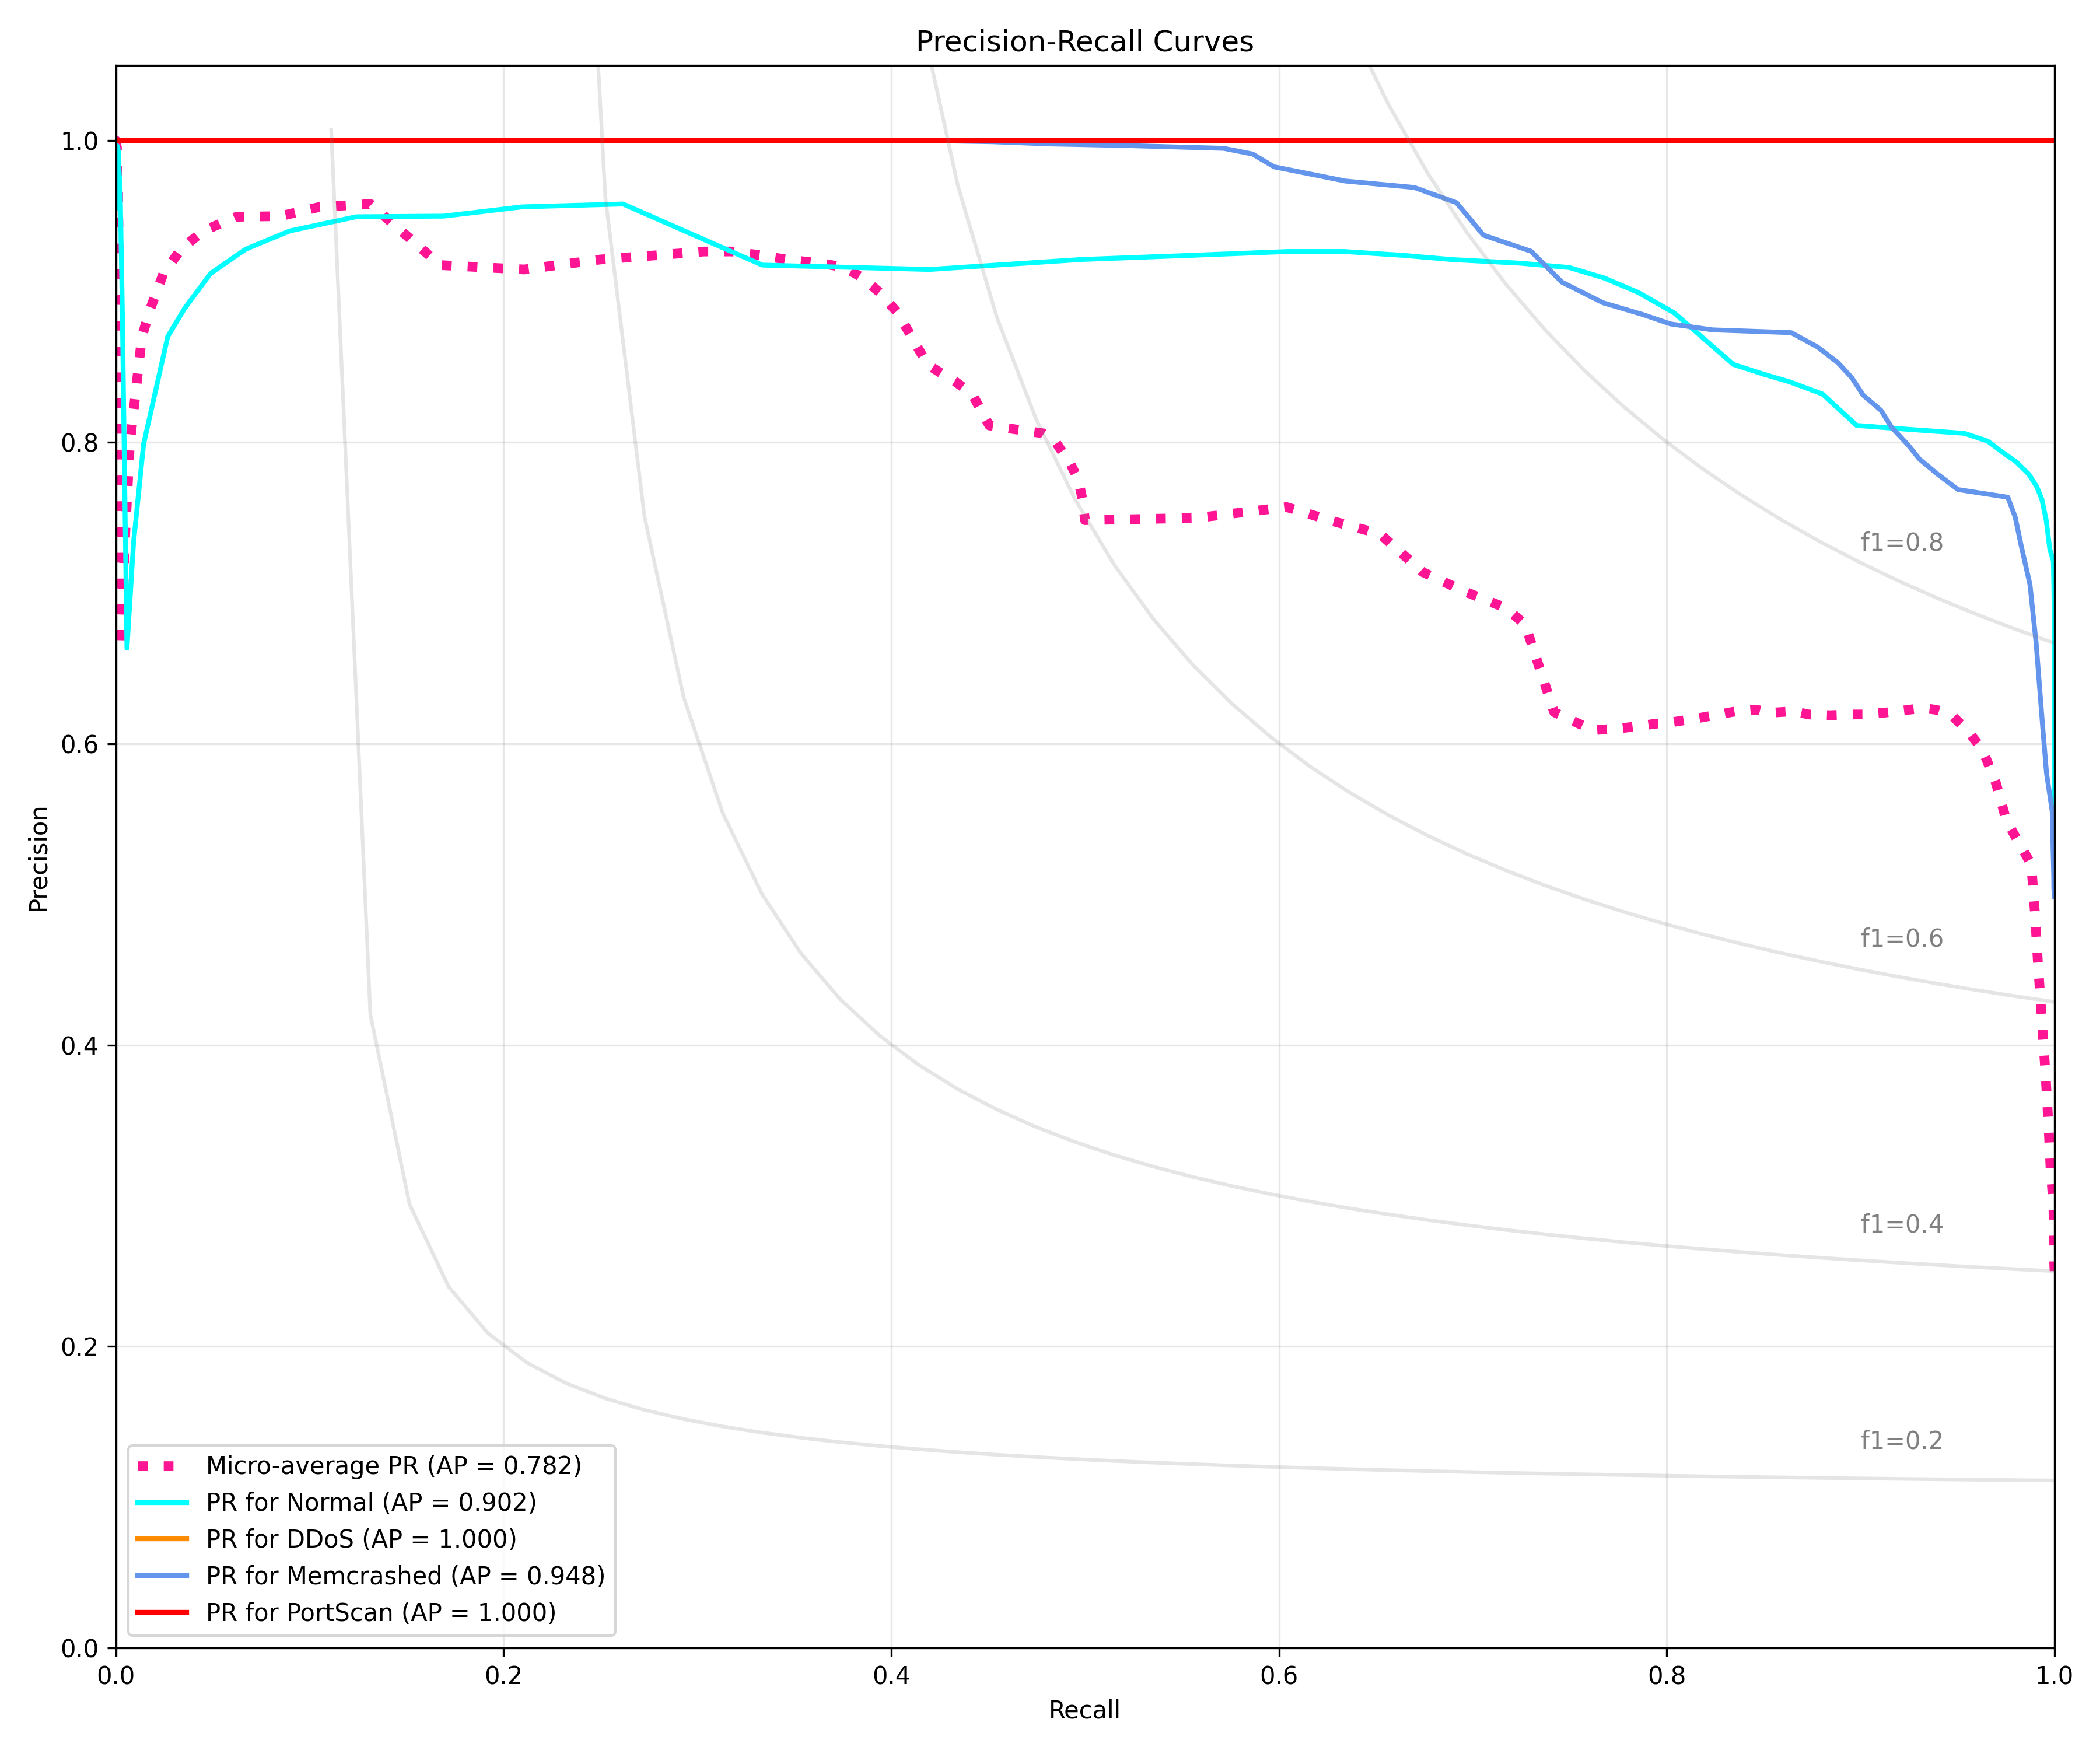 Precision-Recall Curves
1.0
0.8
0.6
0.4
0.2
0.0
Precision
f1=0.8
f1=0.6
f1=0.4
f1=0.2
Micro-average PR (AP = 0.782)
PR for Normal (AP = 0.902)
PR for DDoS (AP = 1.000)
PR for Memcrashed (AP = 0.948)
PR for PortScan (AP = 1.000)
0.0 0.2 0.4 0.6 0.8 1.0
Recall